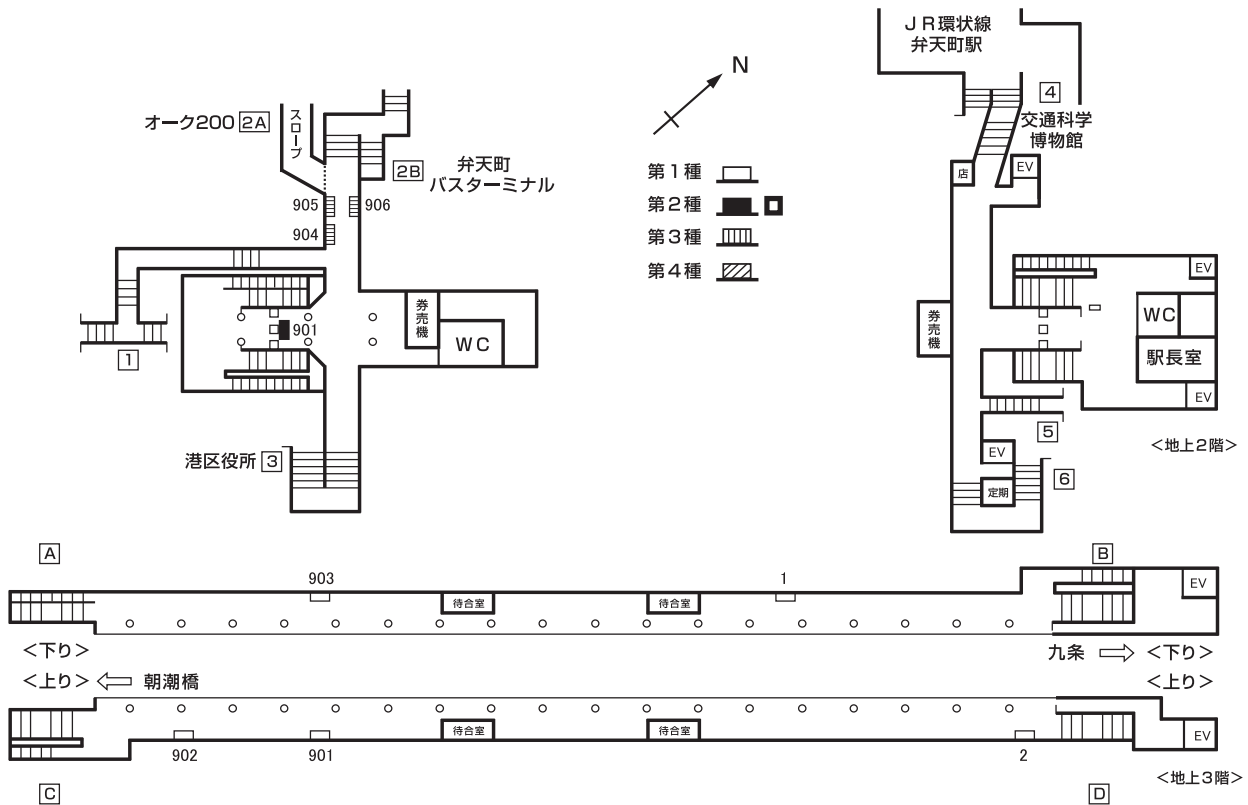 JR環状線
弁天町駅
N
オーク200 2A
スロープ
4
交通科学
博物館
2B
弁天町
バスターミナル
第1種
第2種
第3種
第4種
店
EV
905
906
904
EV
券売機
WC
901
1
券売機
WC
駅長室
EV
5
<地上2階>
港区役所 3
EV
定期
6
A
B
903
1
待合室
待合室
EV
<下り>
九条
<下り>
<上り>
朝潮橋
<上り>
待合室
待合室
EV
902
901
2
<地上3階>
C
D